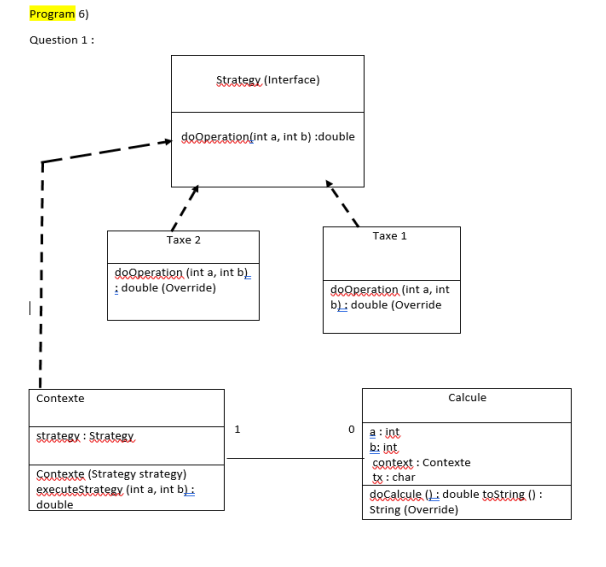 Program 6)
Question 1 :
Strategy (Interface)
doOperation(int a, int b) :double
Taxe 2
doOperation (int a, int b)
: double (Override)
Taxe 1
doOperation (int a, int
b) : double (Override
Contexte
strategy : Strategy
Contexte (Strategy strategy)
executeStrategy (int a, int b) :
double
1
0
Calcule
a : int
b: int
context : Contexte
tx : char
doCalcule () : double toString () :
String (Override)